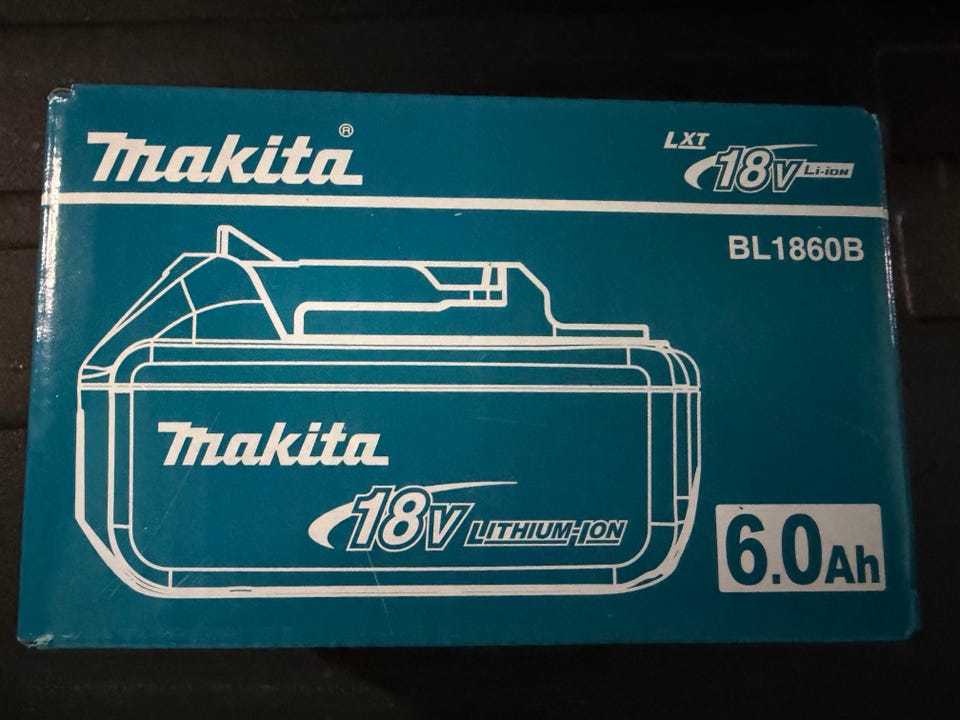 makita®
LXT
18V Li-ion
BL1860B
makita
18V LITHIUM-ION
6.0Ah